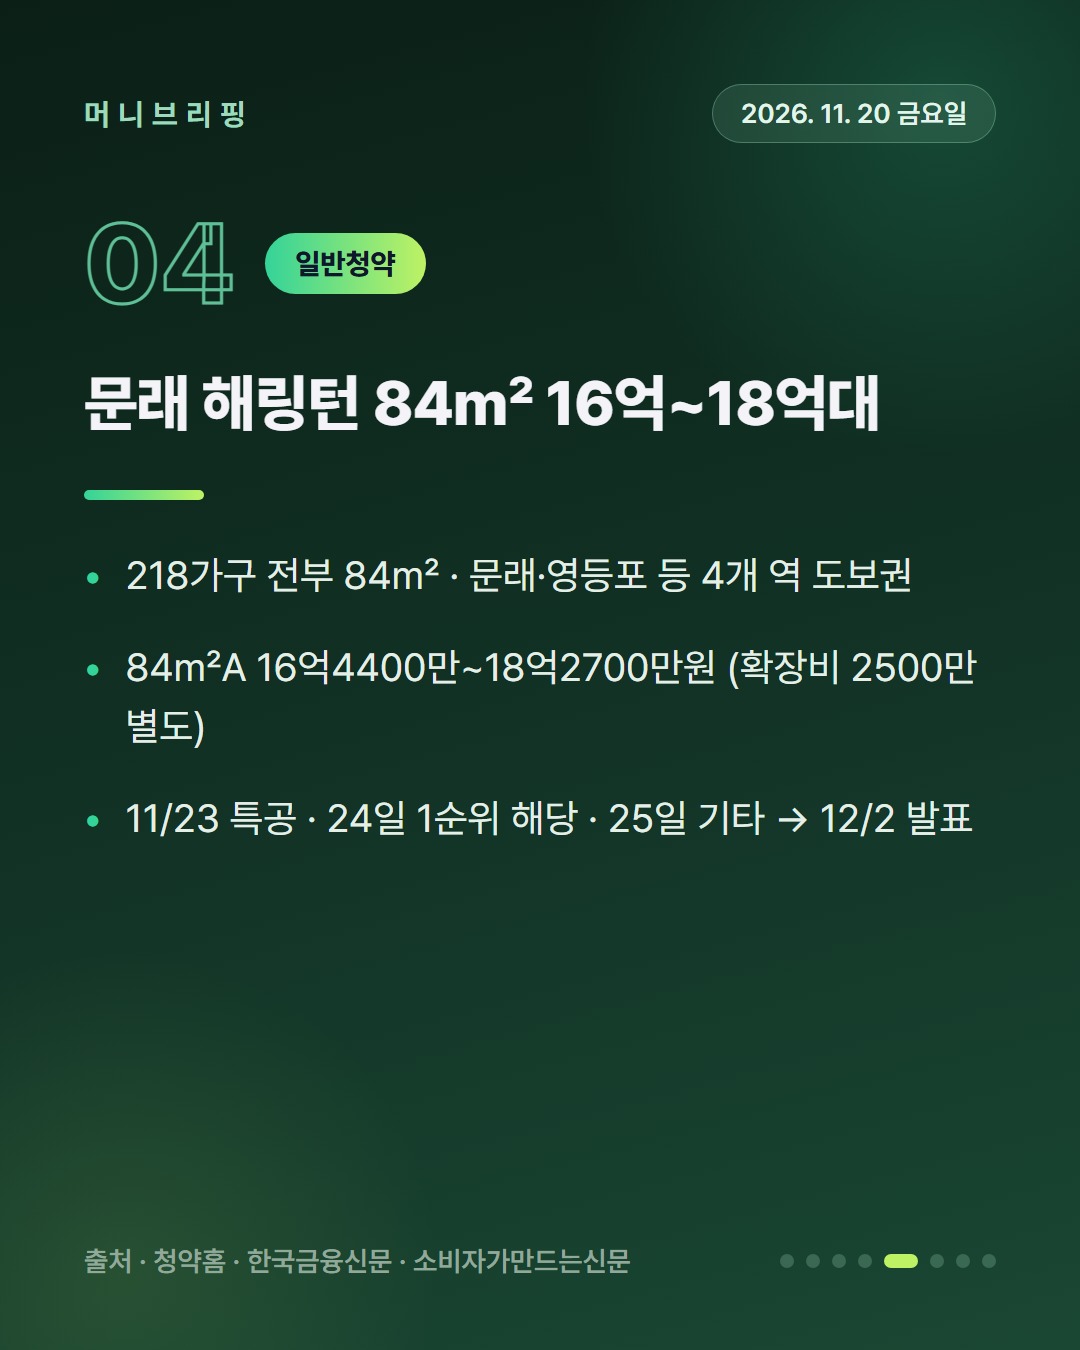 머니브리핑
2026. 11. 20 금요일
04
일반청약
문래 해링턴 84m² 16억~18억대
• 218가구 전부 84m² · 문래·영등포 등 4개 역 도보권
• 84m²A 16억4400만~18억2700만원 (확장비 2500만
별도)
• 11/23 특공 · 24일 1순위 해당 · 25일 기타 → 12/2 발표
출처 · 청약홈 · 한국금융신문 · 소비자가만드는신문